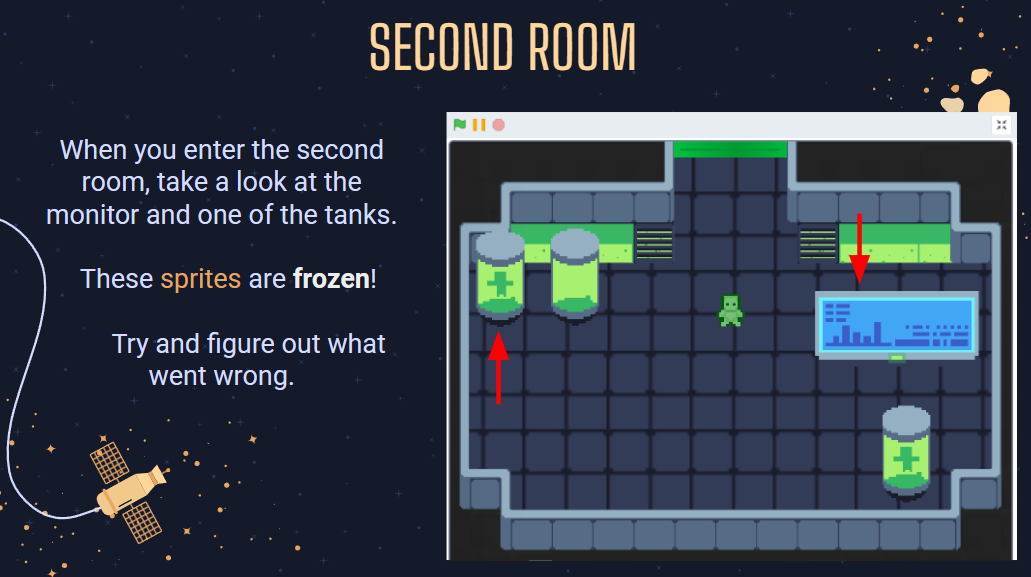 SECOND ROOM
When you enter the second
room, take a look at the
monitor and one of the tanks.
These sprites are frozen!
Try and figure out what
went wrong.